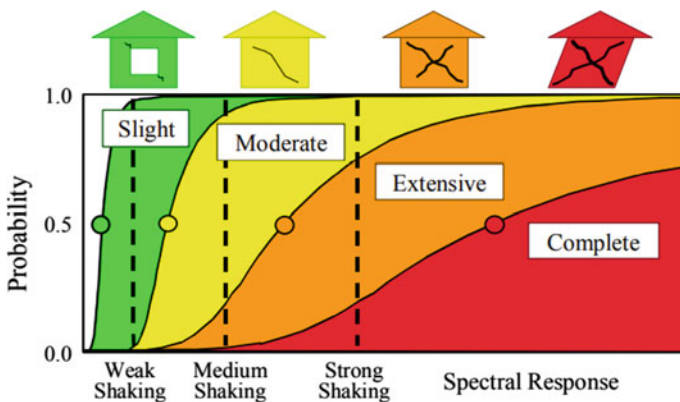 1.0
Slight
Moderate
Extensive
Complete
0.5
0.0
Probability
Weak
Shaking
Medium
Shaking
Strong
Shaking
Spectral Response